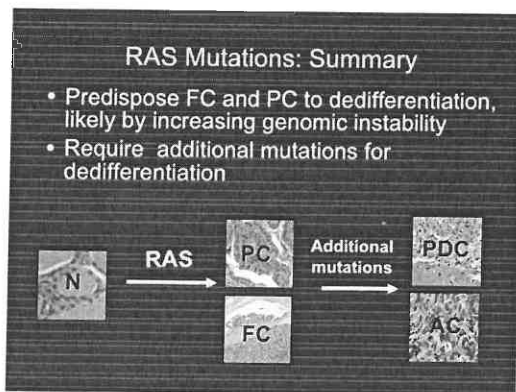 RAS Mutations: Summary
• Predispose FC and PC to dedifferentiation,
likely by increasing genomic instability
• Require additional mutations for
dedifferentiation
N
RAS
PC
FC
Additional
mutations
PDC
AC